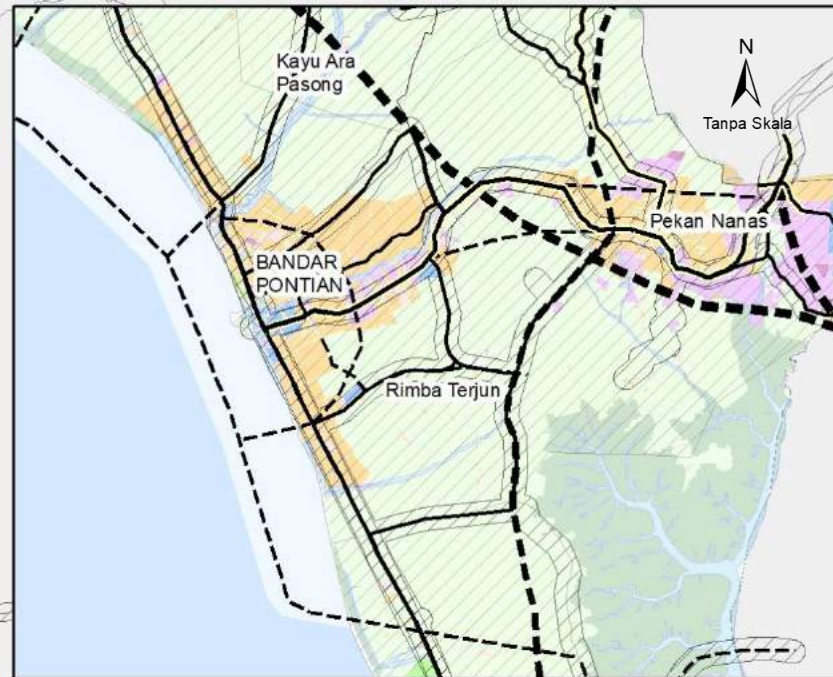 N
Tanpa Skala
Kayu Ara
Pasong
Pekan Nanas
BANDAR
PONTIAN
Rimba Terjun